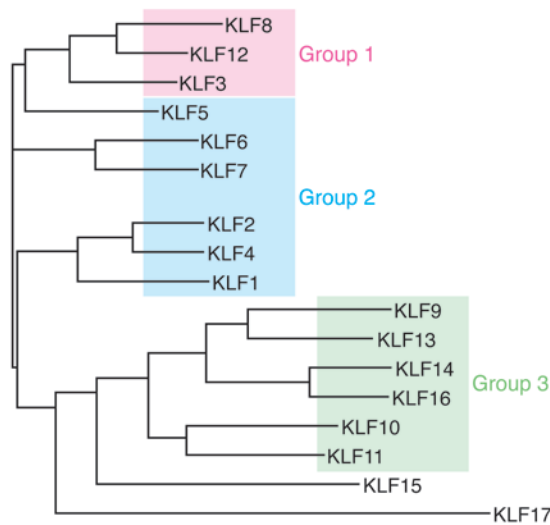 KLF8
KLF12
Group 1
KLF3
KLF5
KLF6
KLF7
Group 2
KLF2
KLF4
KLF1
KLF9
KLF13
KLF14
Group 3
KLF16
KLF10
KLF11
KLF15
KLF17